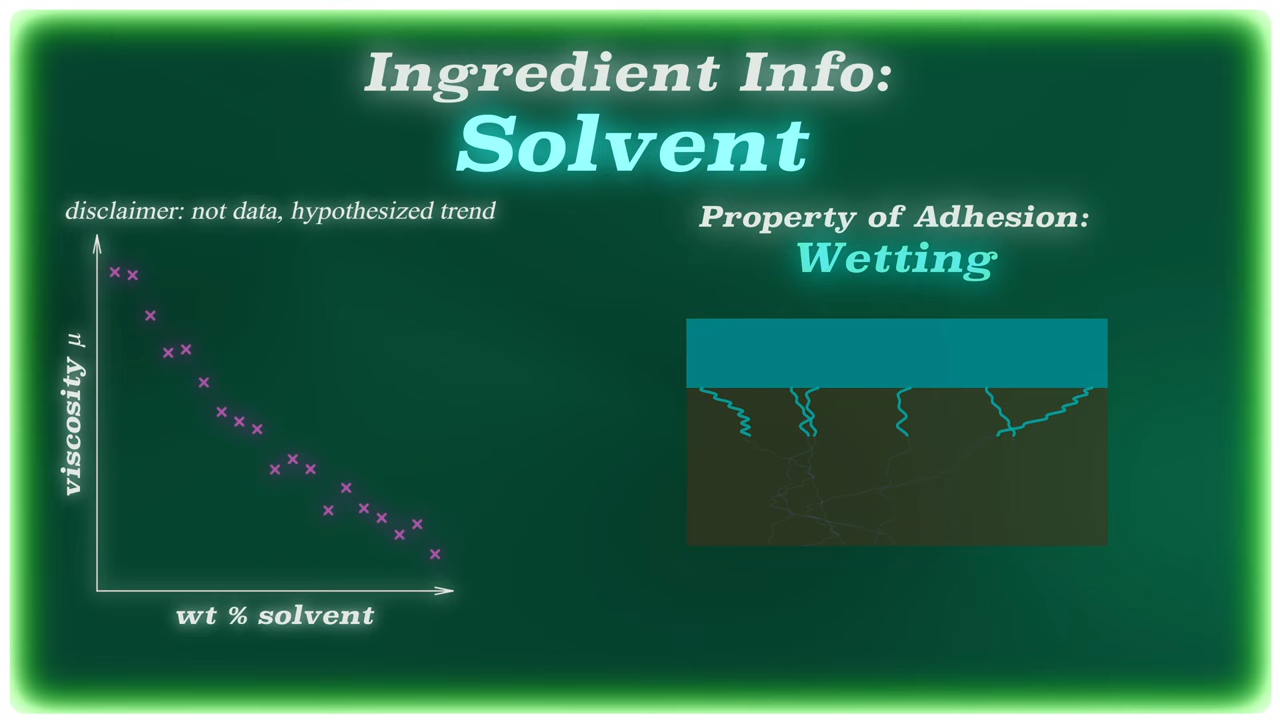 Ingredient Info:
Solvent
disclaimer: not data, hypothesized trend
viscosity μ
wt % solvent
Property of Adhesion:
Wetting